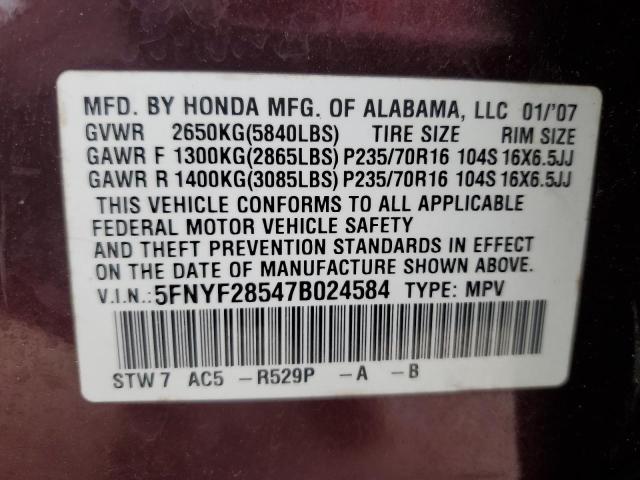 MFD. BY HONDA MFG. OF ALABAMA, LLC 01/'07
GVWR 2650KG(5840LBS) TIRE SIZE RIM SIZE
GAWR F 1300KG(2865LBS) P235/70R16 104S 16X6.5JJ
GAWR R 1400KG(3085LBS) P235/70R16 104S 16X6.5JJ
THIS VEHICLE CONFORMS TO ALL APPLICABLE
FEDERAL MOTOR VEHICLE SAFETY
AND THEFT PREVENTION STANDARDS IN EFFECT
ON THE DATE OF MANUFACTURE SHOWN ABOVE.
V.I.N.: 5FNYF28547B024584 TYPE: MPV
STW7 AC5 -R529P -A -B